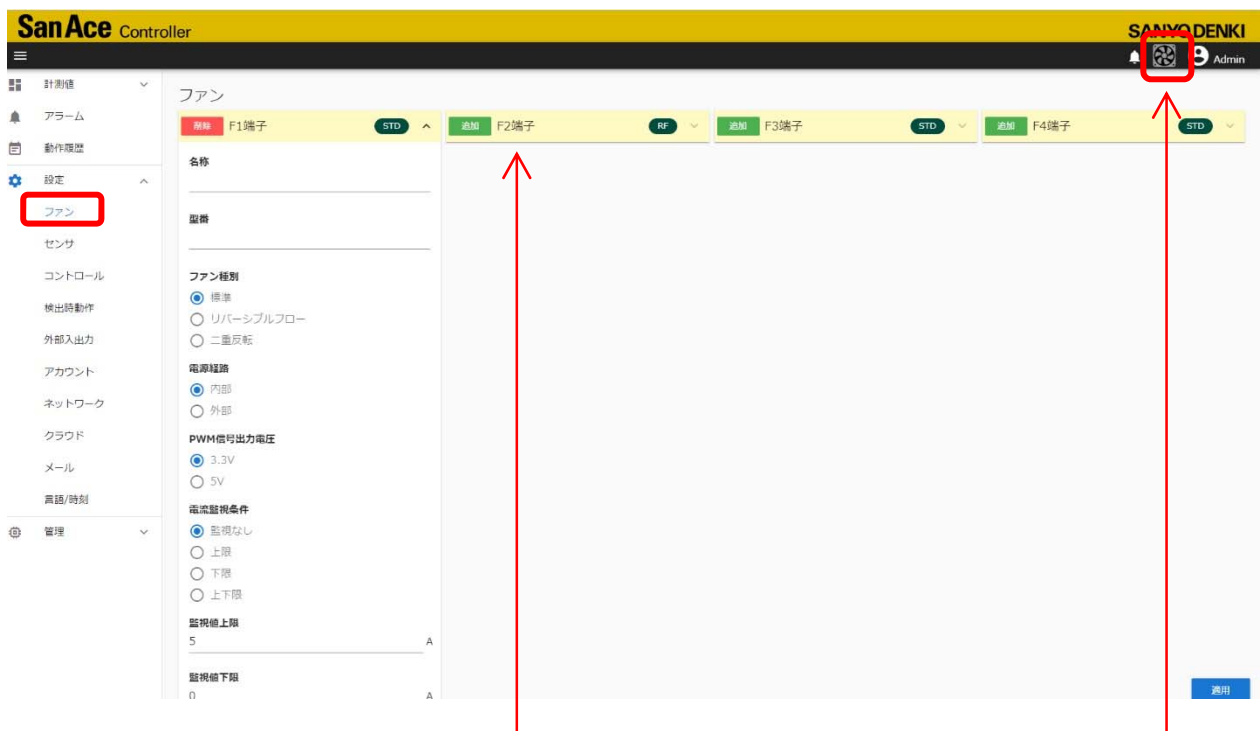 San Ace Controller
SANYO DENKI
Admin
計測値
アラーム
動作履歴
設定
ファン
センサ
コントロール
検出時動作
外部入出力
アカウント
ネットワーク
クラウド
メール
言語/時刻
管理
ファン
削除 F1端子 STD
追加 F2端子 RF
追加 F3端子 STD
追加 F4端子 STD
名称
型番
ファン種別
標準
リバーシブルフロー
二重反転
電源経路
内部
外部
PWM信号出力電圧
3.3V
5V
電流監視条件
監視なし
上限
下限
上下限
監視値上限
5 A
監視値下限
0 A
適用